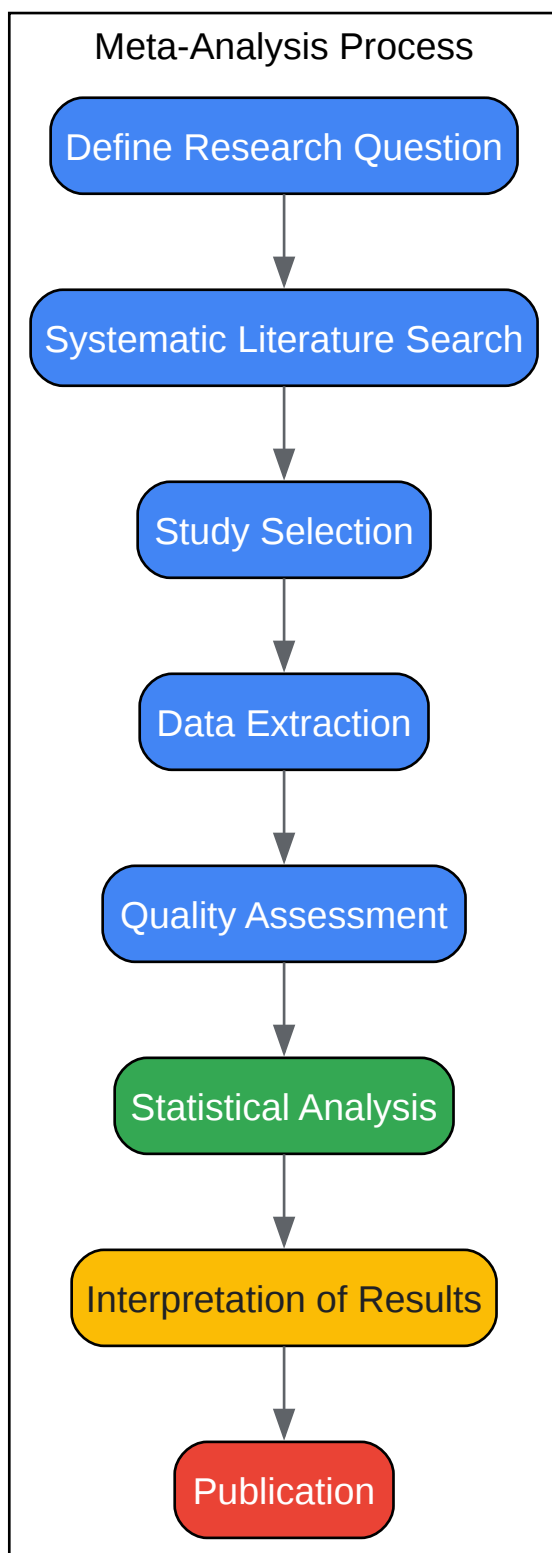 Meta-Analysis Process
Define Research Question
Systematic Literature Search
Study Selection
Data Extraction
Quality Assessment
Statistical Analysis
Interpretation of Results
Publication